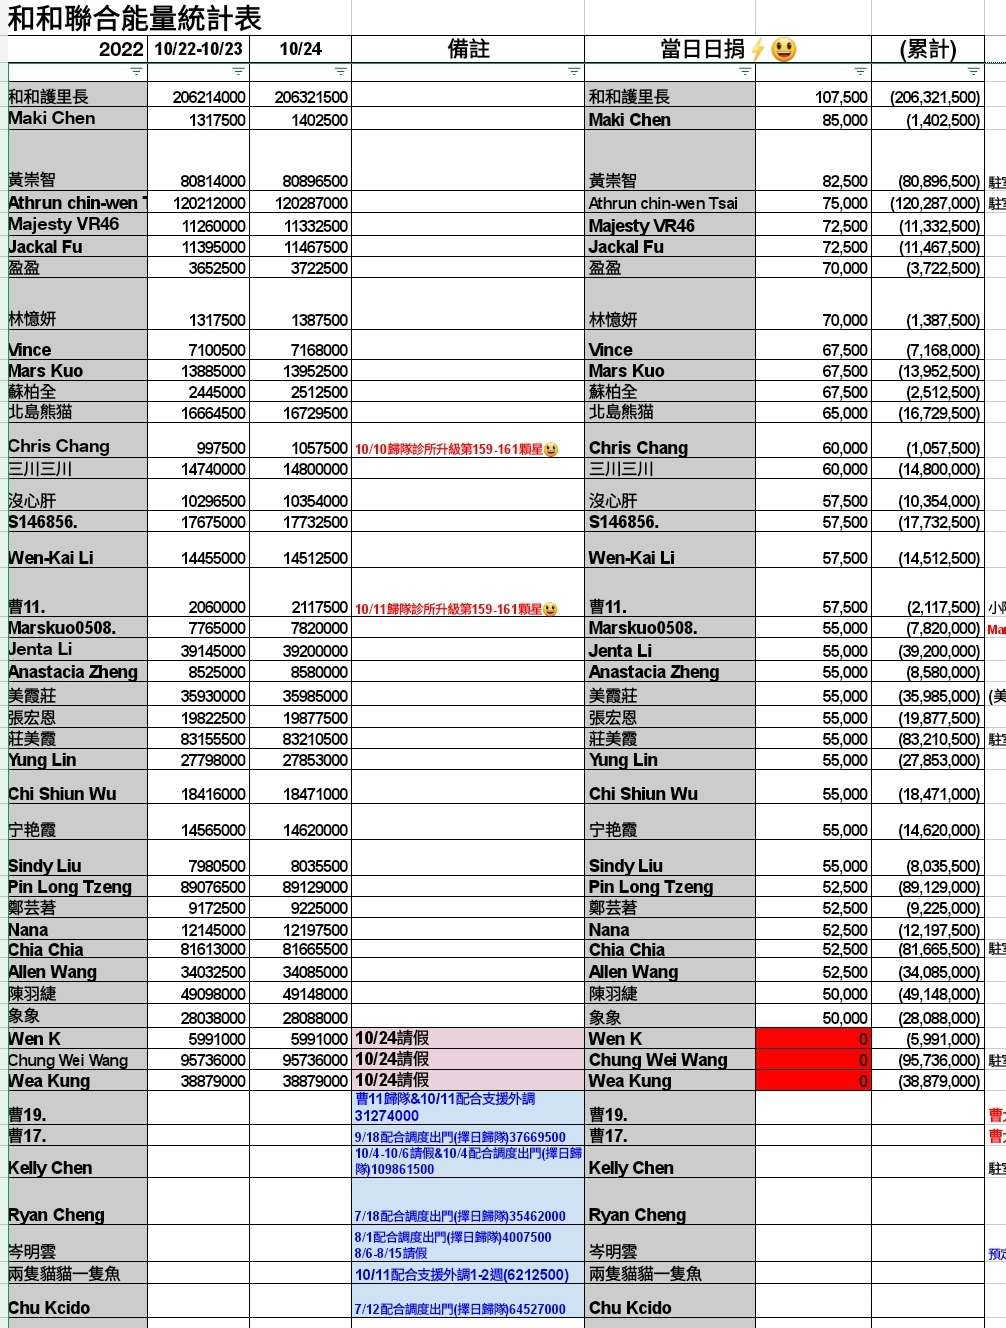 和和聯合能量統計表
2022 10/22-10/23 10/24 備註 當日日捐⚡😃 (累計)
和和護里長 206214000 206321500 和和護里長 107,500 (206,321,500)
Maki Chen 1317500 1402500 Maki Chen 85,000 (1,402,500)
黃崇智 80814000 80896500 黃崇智 82,500 (80,896,500) 駐
Athrun chin-wen T 120212000 120287000 Athrun chin-wen Tsai 75,000 (120,287,000) 駐
Majesty VR46 11260000 11332500 Majesty VR46 72,500 (11,332,500)
Jackal Fu 11395000 11467500 Jackal Fu 72,500 (11,467,500)
盈盈 3652500 3722500 盈盈 70,000 (3,722,500)
林憶妍 1317500 1387500 林憶妍 70,000 (1,387,500)
Vince 7100500 7168000 Vince 67,500 (7,168,000)
Mars Kuo 13885000 13952500 Mars Kuo 67,500 (13,952,500)
蘇柏全 2445000 2512500 蘇柏全 67,500 (2,512,500)
北島熊猫 16664500 16729500 北島熊猫 65,000 (16,729,500)
Chris Chang 997500 1057500 10/10歸隊診所升級第159-161顆星😃 Chris Chang 60,000 (1,057,500)
三川三川 14740000 14800000 三川三川 60,000 (14,800,000)
沒心肝 10296500 10354000 沒心肝 57,500 (10,354,000)
S146856. 17675000 17732500 S146856. 57,500 (17,732,500)
Wen-Kai Li 14455000 14512500 Wen-Kai Li 57,500 (14,512,500)
曹11. 2060000 2117500 10/11歸隊診所升級第159-161顆星😃 曹11. 57,500 (2,117,500) 小
Marskuo0508. 7765000 7820000 Marskuo0508. 55,000 (7,820,000) Ma
Jenta Li 39145000 39200000 Jenta Li 55,000 (39,200,000)
Anastacia Zheng 8525000 8580000 Anastacia Zheng 55,000 (8,580,000)
美霞莊 35930000 35985000 美霞莊 55,000 (35,985,000) (美
張宏恩 19822500 19877500 張宏恩 55,000 (19,877,500)
莊美霞 83155500 83210500 莊美霞 55,000 (83,210,500) 駐
Yung Lin 27798000 27853000 Yung Lin 55,000 (27,853,000)
Chi Shiun Wu 18416000 18471000 Chi Shiun Wu 55,000 (18,471,000)
宁艳霞 14565000 14620000 宁艳霞 55,000 (14,620,000)
Sindy Liu 7980500 8035500 Sindy Liu 55,000 (8,035,500)
Pin Long Tzeng 89076500 89129000 Pin Long Tzeng 52,500 (89,129,000)
鄭芸莙 9172500 9225000 鄭芸莙 52,500 (9,225,000)
Nana 12145000 12197500 Nana 52,500 (12,197,500)
Chia Chia 81613000 81665500 Chia Chia 52,500 (81,665,500) 駐
Allen Wang 34032500 34085000 Allen Wang 52,500 (34,085,000)
陳羽緁 49098000 49148000 陳羽緁 50,000 (49,148,000)
象象 28038000 28088000 象象 50,000 (28,088,000)
Wen K 5991000 5991000 10/24請假 Wen K 0 (5,991,000)
Chung Wei Wang 95736000 95736000 10/24請假 Chung Wei Wang 0 (95,736,000) 駐
Wea Kung 38879000 38879000 10/24請假 Wea Kung 0 (38,879,000)
曹11歸隊&10/11配合支援外調
曹19. 31274000 曹19. 曹
曹17. 9/18配合調度出門(擇日歸隊)37669500 曹17. 曹
10/4-10/6請假&10/4配合調度出門(擇日歸
Kelly Chen 隊)109861500 Kelly Chen 駐
Ryan Cheng 7/18配合調度出門(擇日歸隊)35462000 Ryan Cheng
8/1配合調度出門(擇日歸隊)4007500
岑明雲 8/6-8/15請假 岑明雲 預
兩隻貓貓一隻魚 10/11配合支援外調1-2週(6212500) 兩隻貓貓一隻魚
Chu Kcido 7/12配合調度出門(擇日歸隊)64527000 Chu Kcido